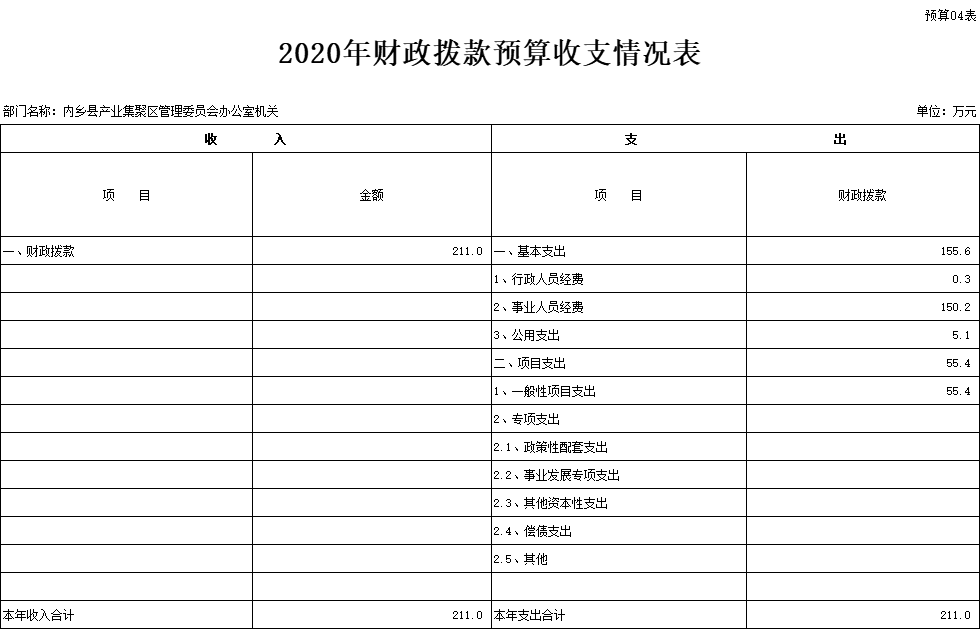 预算04表
2020年财政拨款预算收支情况表
部门名称：内乡县产业集聚区管理委员会办公室机关 单位：万元
收 入 支 出
项 目 金额 项 目 财政拨款
一、财政拨款 211.0 一、基本支出 155.6
1、行政人员经费 0.3
2、事业人员经费 150.2
3、公用支出 5.1
二、项目支出 55.4
1、一般性项目支出 55.4
2、专项支出
2.1、政策性配套支出
2.2、事业发展专项支出
2.3、其他资本性支出
2.4、偿债支出
2.5、其他
本年收入合计 211.0 本年支出合计 211.0